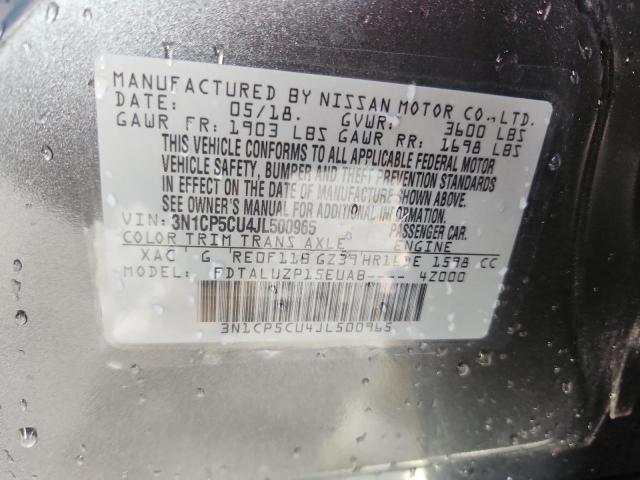 MANUFACTURED BY NISSAN MOTOR CO.,LTD.
DATE: 05/18. GVWR: 3600 LBS
GAWR FR: 1903 LBS GAWR RR: 1698 LBS
THIS VEHICLE CONFORMS TO ALL APPLICABLE FEDERAL MOTOR
VEHICLE SAFETY, BUMPER AND THEFT PREVENTION STANDARDS
IN EFFECT ON THE DATE OF MANUFACTURE SHOWN ABOVE.
SEE OWNER'S MANUAL FOR ADDITIONAL INFORMATION.
VIN: 3N1CP5CU4JL500965 PASSENGER CAR
COLOR TRIM TRANS AXLE ENGINE
XAC G RE0F11B GZ39 HR16DE 1598 CC
MODEL: FDTALUZP15EUAB---- 4Z000
3N1CP5CU4JL500965